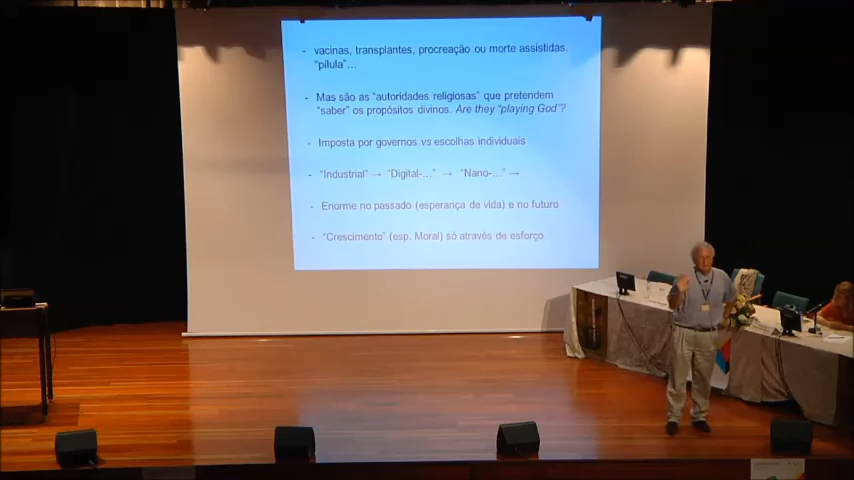 - vacinas, transplantes, procreação ou morte assistidas,
"pílula"...
- Mas são as "autoridades religiosas" que pretendem
"saber" os propósitos divinos. Are they "playing God"?
- Imposta por governos vs escolhas individuais
- "Industrial" → "Digital-..." → "Nano-..." →
- Enorme no passado (esperança de vida) e no futuro
- "Crescimento" (esp. Moral) só através de esforço.